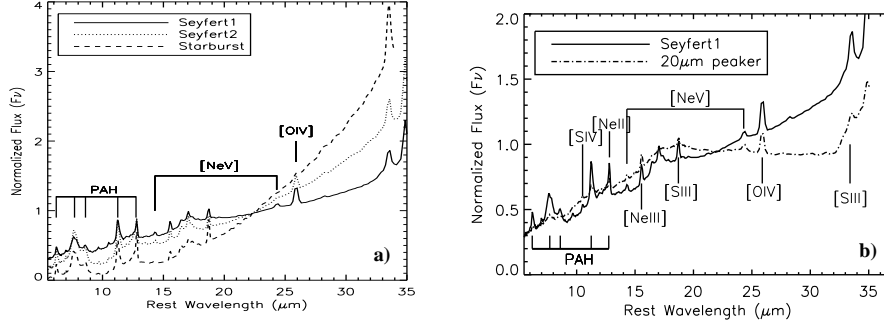 Seyfert1
Seyfert2
Starburst
[OIV]
[NeV]
PAH
a)
Normalized Flux (Fν)
0
1
2
3
4
10 15 20 25 30 35
Rest Wavelength (μm)
Seyfert1
20μm peaker
[NeV]
[NeII]
[SIV]
[NeIII]
[SIII]
[OIV]
[SIII]
PAH
b)
Normalized Flux (Fν)
0.0
0.5
1.0
1.5
2.0
10 15 20 25 30 35
Rest Wavelength (μm)